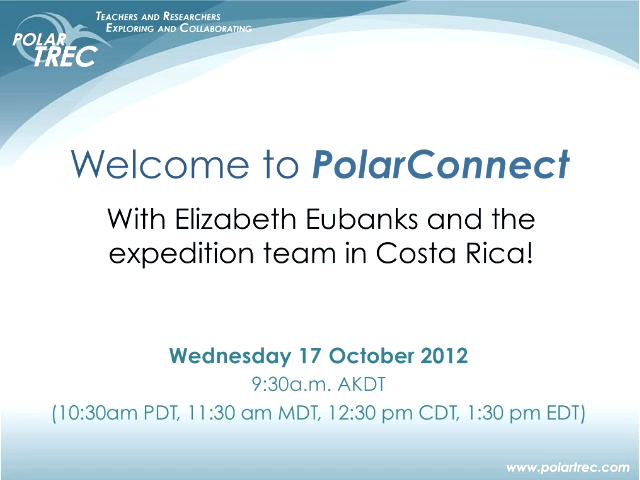 TEACHERS AND RESEARCHERS
EXPLORING AND COLLABORATING
POLAR
TREC
Welcome to PolarConnect
With Elizabeth Eubanks and the
expedition team in Costa Rica!
Wednesday 17 October 2012
9:30a.m. AKDT
(10:30am PDT, 11:30 am MDT, 12:30 pm CDT, 1:30 pm EDT)
www.polartrec.com